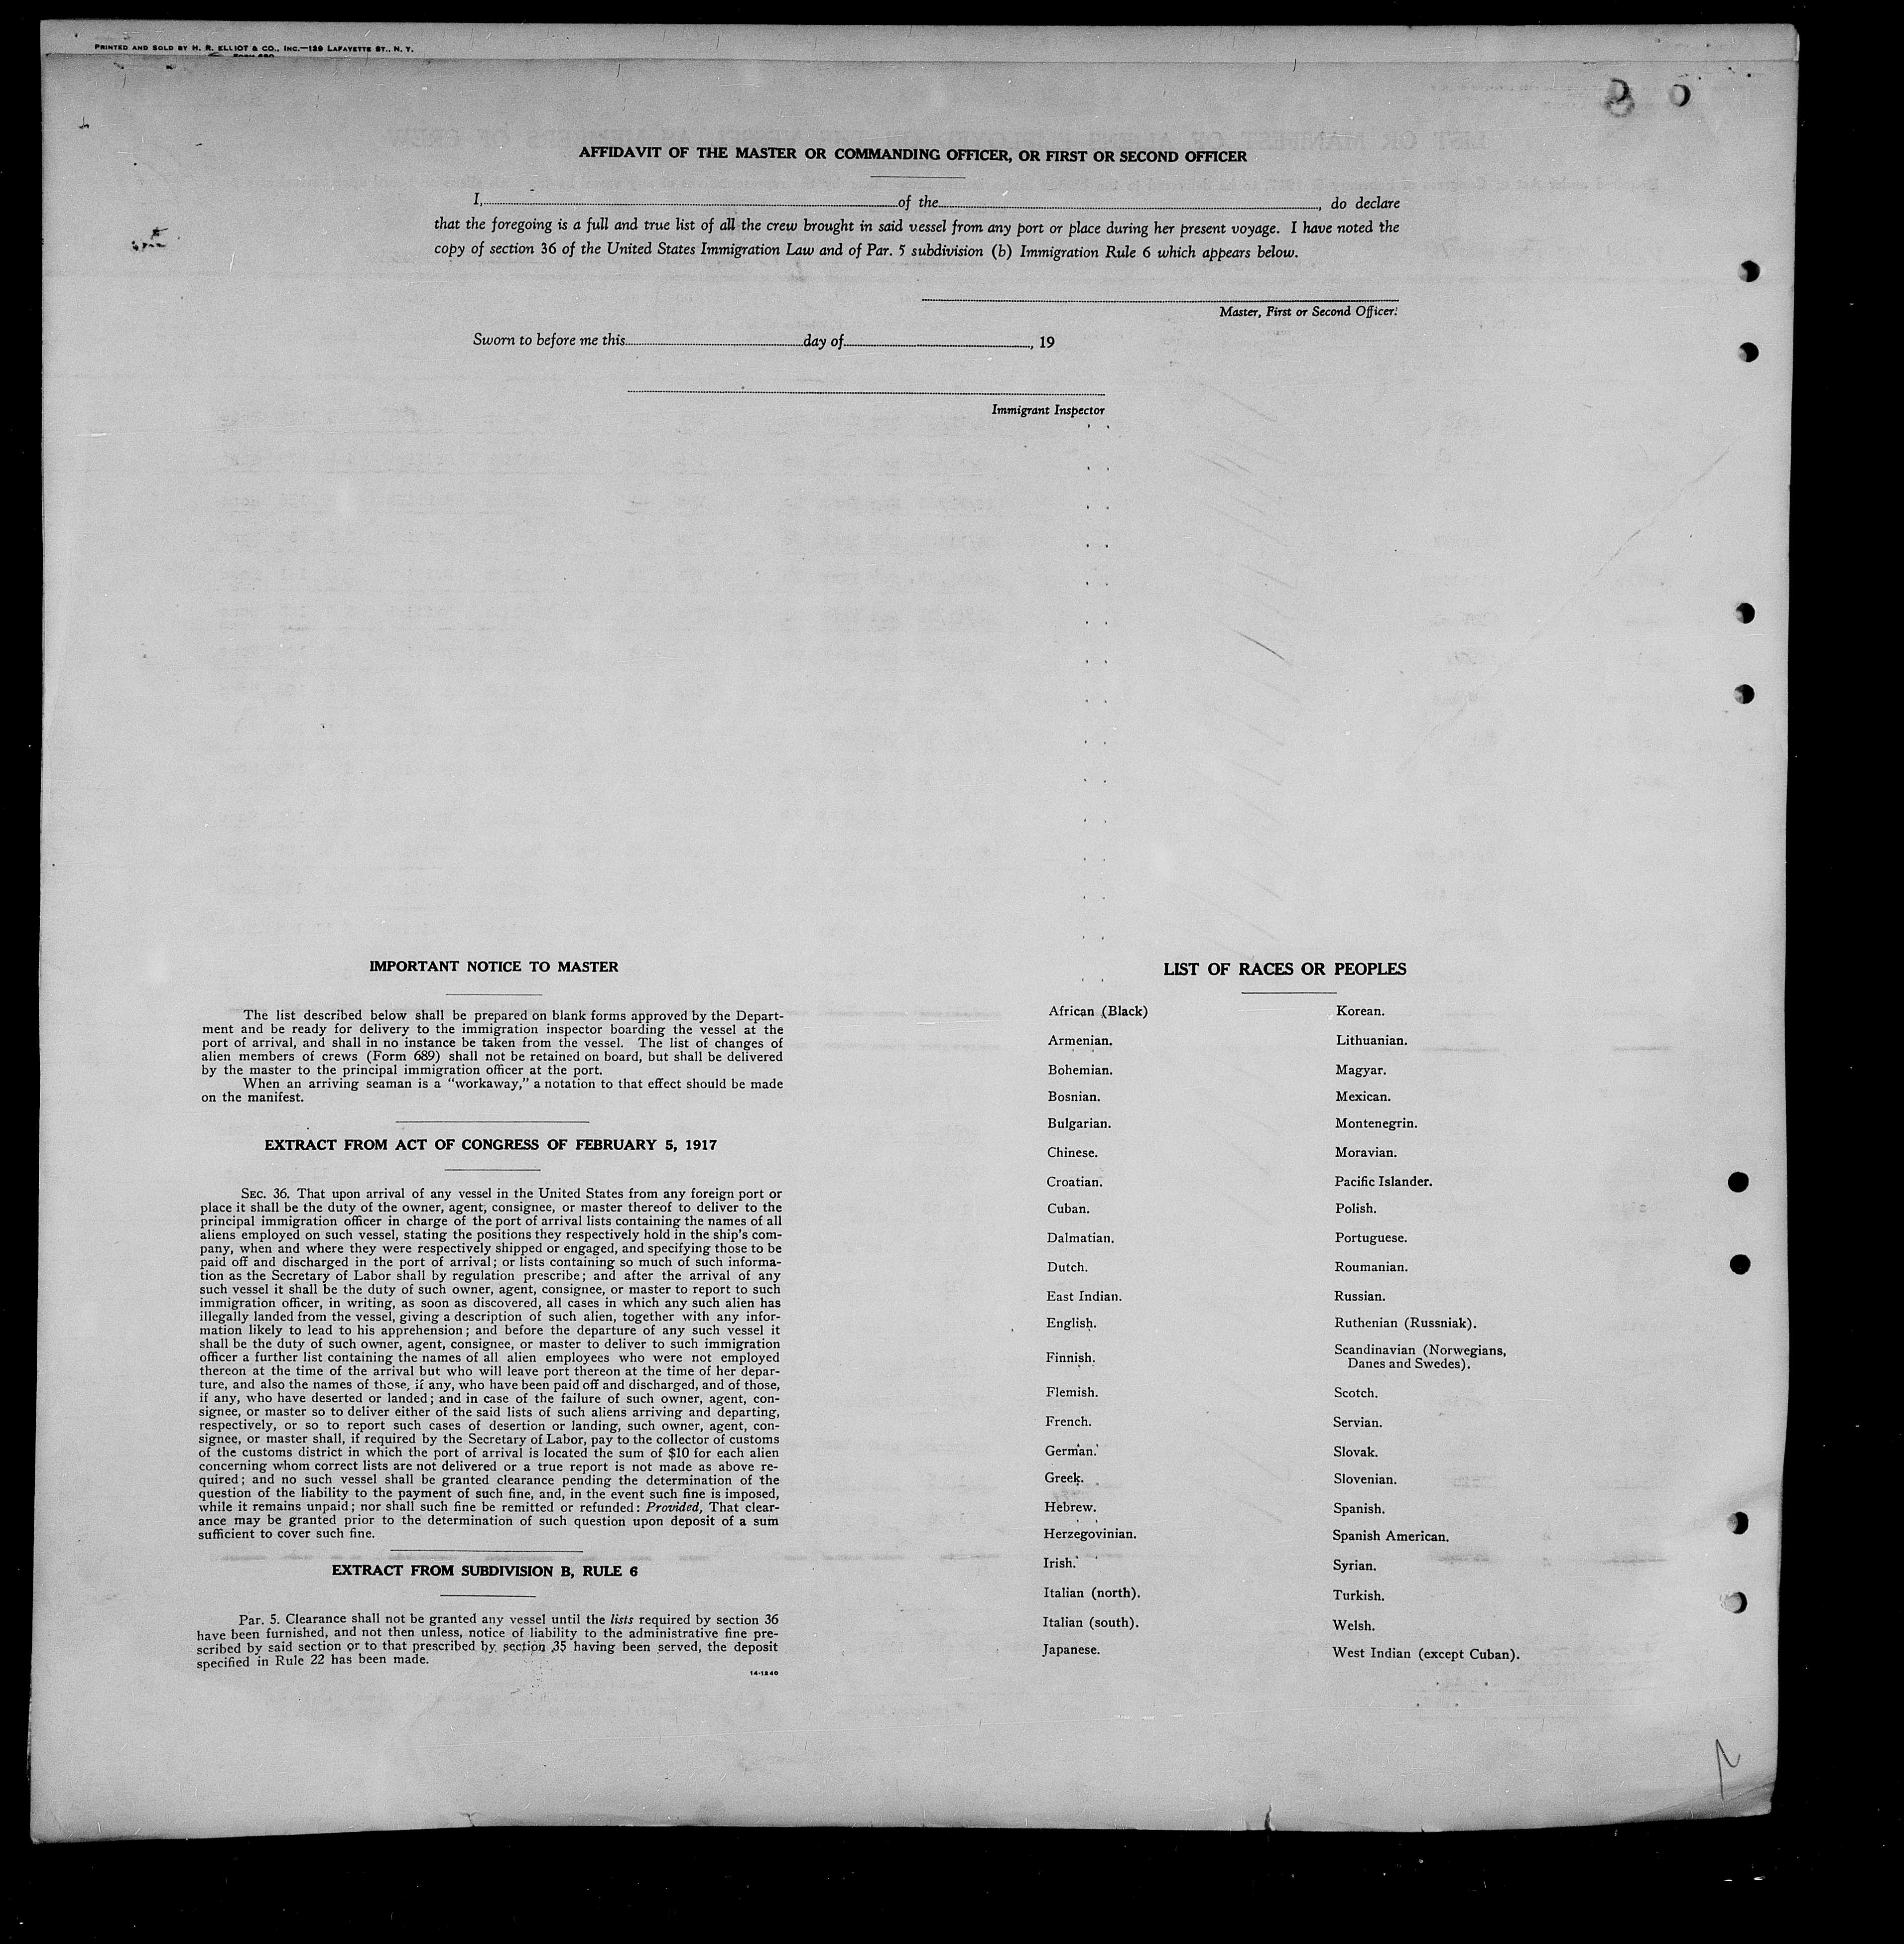 PRINTED AND SOLD BY H. R. ELLIOT & CO., INC.—129 LAFAYETTE ST., N. Y.
AFFIDAVIT OF THE MASTER OR COMMANDING OFFICER, OR FIRST OR SECOND OFFICER
I, of the , do declare
that the foregoing is a full and true list of all the crew brought in said vessel from any port or place during her present voyage. I have noted the
copy of section 36 of the United States Immigration Law and of Par. 5 subdivision (b) Immigration Rule 6 which appears below.
Master, First or Second Officer.
Sworn to before me this day of , 19
Immigrant Inspector
IMPORTANT NOTICE TO MASTER
The list described below shall be prepared on blank forms approved by the Depart-
ment and be ready for delivery to the immigration inspector boarding the vessel at the
port of arrival, and shall in no instance be taken from the vessel. The list of changes of
alien members of crews (Form 689) shall not be retained on board, but shall be delivered
by the master to the principal immigration officer at the port.
When an arriving seaman is a “workaway,” a notation to that effect should be made
on the manifest.
EXTRACT FROM ACT OF CONGRESS OF FEBRUARY 5, 1917
SEC. 36. That upon arrival of any vessel in the United States from any foreign port or
place it shall be the duty of the owner, agent, consignee, or master thereof to deliver to the
principal immigration officer in charge of the port of arrival lists containing the names of all
aliens employed on such vessel, stating the positions they respectively hold in the ship's com-
pany, when and where they were respectively shipped or engaged, and specifying those to be
paid off and discharged in the port of arrival; or lists containing so much of such informa-
tion as the Secretary of Labor shall by regulation prescribe; and after the arrival of any
such vessel it shall be the duty of such owner, agent, consignee, or master to report to such
immigration officer, in writing, as soon as discovered, all cases in which any such alien has
illegally landed from the vessel, giving a description of such alien, together with any infor-
mation likely to lead to his apprehension; and before the departure of any such vessel it
shall be the duty of such owner, agent, consignee, or master to deliver to such immigration
officer a further list containing the names of all alien employees who were not employed
thereon at the time of the arrival but who will leave port thereon at the time of her depar-
ture, and also the names of those, if any, who have been paid off and discharged, and of those,
if any, who have deserted or landed; and in case of the failure of such owner, agent, con-
signee, or master so to deliver either of the said lists of such aliens arriving and departing,
respectively, or so to report such cases of desertion or landing, such owner, agent, con-
signee, or master shall, if required by the Secretary of Labor, pay to the collector of customs
of the customs district in which the port of arrival is located the sum of $10 for each alien
concerning whom correct lists are not delivered or a true report is not made as above re-
quired; and no such vessel shall be granted clearance pending the determination of the
question of the liability to the payment of such fine, and, in the event such fine is imposed,
while it remains unpaid; nor shall such fine be remitted or refunded: Provided, That clear-
ance may be granted prior to the determination of such question upon deposit of a sum
sufficient to cover such fine.
EXTRACT FROM SUBDIVISION B, RULE 6
Par. 5. Clearance shall not be granted any vessel until the lists required by section 36
have been furnished, and not then unless, notice of liability to the administrative fine pre-
scribed by said section or to that prescribed by section 35 having been served, the deposit
specified in Rule 22 has been made.
14-1240
LIST OF RACES OR PEOPLES
African (Black)
Armenian.
Bohemian.
Bosnian.
Bulgarian.
Chinese.
Croatian.
Cuban.
Dalmatian.
Dutch.
East Indian.
English.
Finnish.
Flemish.
French.
German.
Greek.
Hebrew.
Herzegovinian.
Irish.
Italian (north).
Italian (south).
Japanese.
Korean.
Lithuanian.
Magyar.
Mexican.
Montenegrin.
Moravian.
Pacific Islander.
Polish.
Portuguese.
Roumanian.
Russian.
Ruthenian (Russniak).
Scandinavian (Norwegians,
Danes and Swedes).
Scotch.
Servian.
Slovak.
Slovenian.
Spanish.
Spanish American.
Syrian.
Turkish.
Welsh.
West Indian (except Cuban).